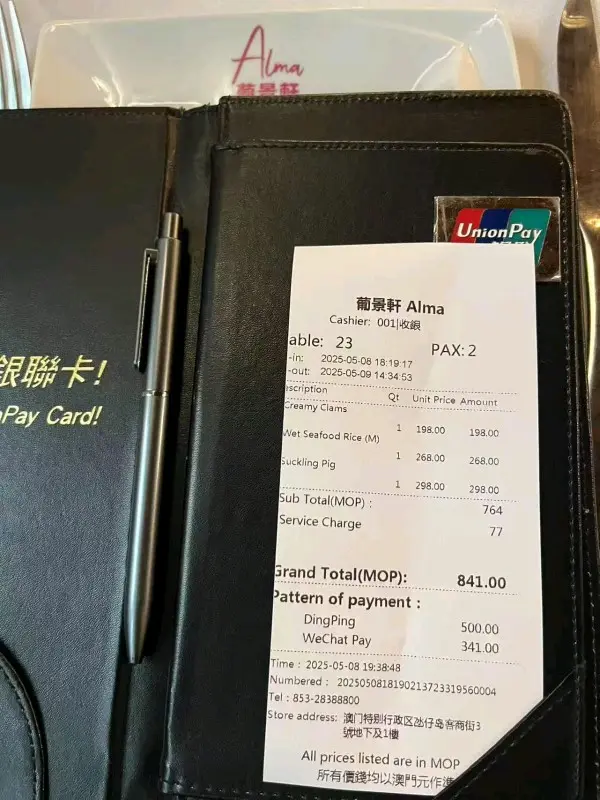 Alma
葡景軒
UnionPay
銀聯卡!
Pay Card!
葡景軒 Alma
Cashier: 001|收銀
able: 23 PAX: 2
-in: 2025-05-08 18:19:17
-out: 2025-05-09 14:34:53
scription Qt Unit Price Amount
Creamy Clams
1 198.00 198.00
Wet Seafood Rice (M)
1 268.00 268.00
Suckling Pig
1 298.00 298.00
Sub Total(MOP): 764
Service Charge 77
Grand Total(MOP): 841.00
Pattern of payment :
DingPing 500.00
WeChat Pay 341.00
Time : 2025-05-08 19:38:48
Numbered : 2025050818190213723319560004
Tel : 853-28388800
Store address: 澳门特别行政区氹仔岛客商街3
號地下及1樓
All prices listed are in MOP
所有價錢均以澳門元作準